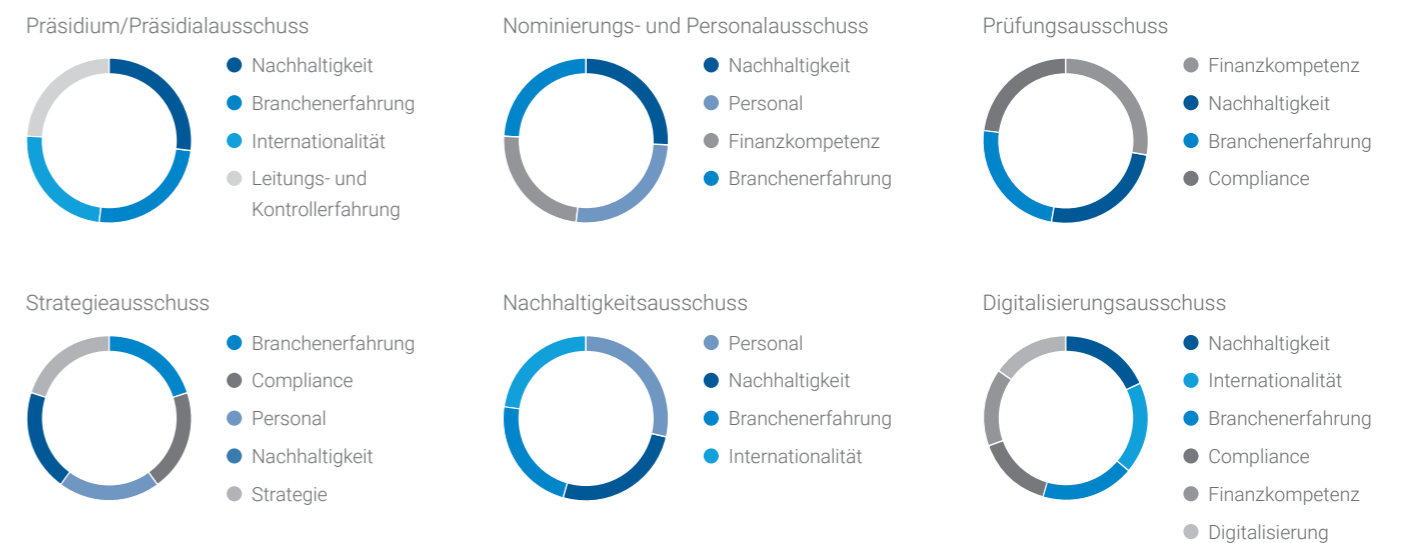 Präsidium/Präsidialausschuss
Nachhaltigkeit
Branchenerfahrung
Internationalität
Leitungs- und
Kontrollerfahrung
Nominierungs- und Personalausschuss
Nachhaltigkeit
Personal
Finanzkompetenz
Branchenerfahrung
Prüfungsausschuss
Finanzkompetenz
Nachhaltigkeit
Branchenerfahrung
Compliance
Strategieausschuss
Branchenerfahrung
Compliance
Personal
Nachhaltigkeit
Strategie
Nachhaltigkeitsausschuss
Personal
Nachhaltigkeit
Branchenerfahrung
Internationalität
Digitalisierungsausschuss
Nachhaltigkeit
Internationalität
Branchenerfahrung
Compliance
Finanzkompetenz
Digitalisierung